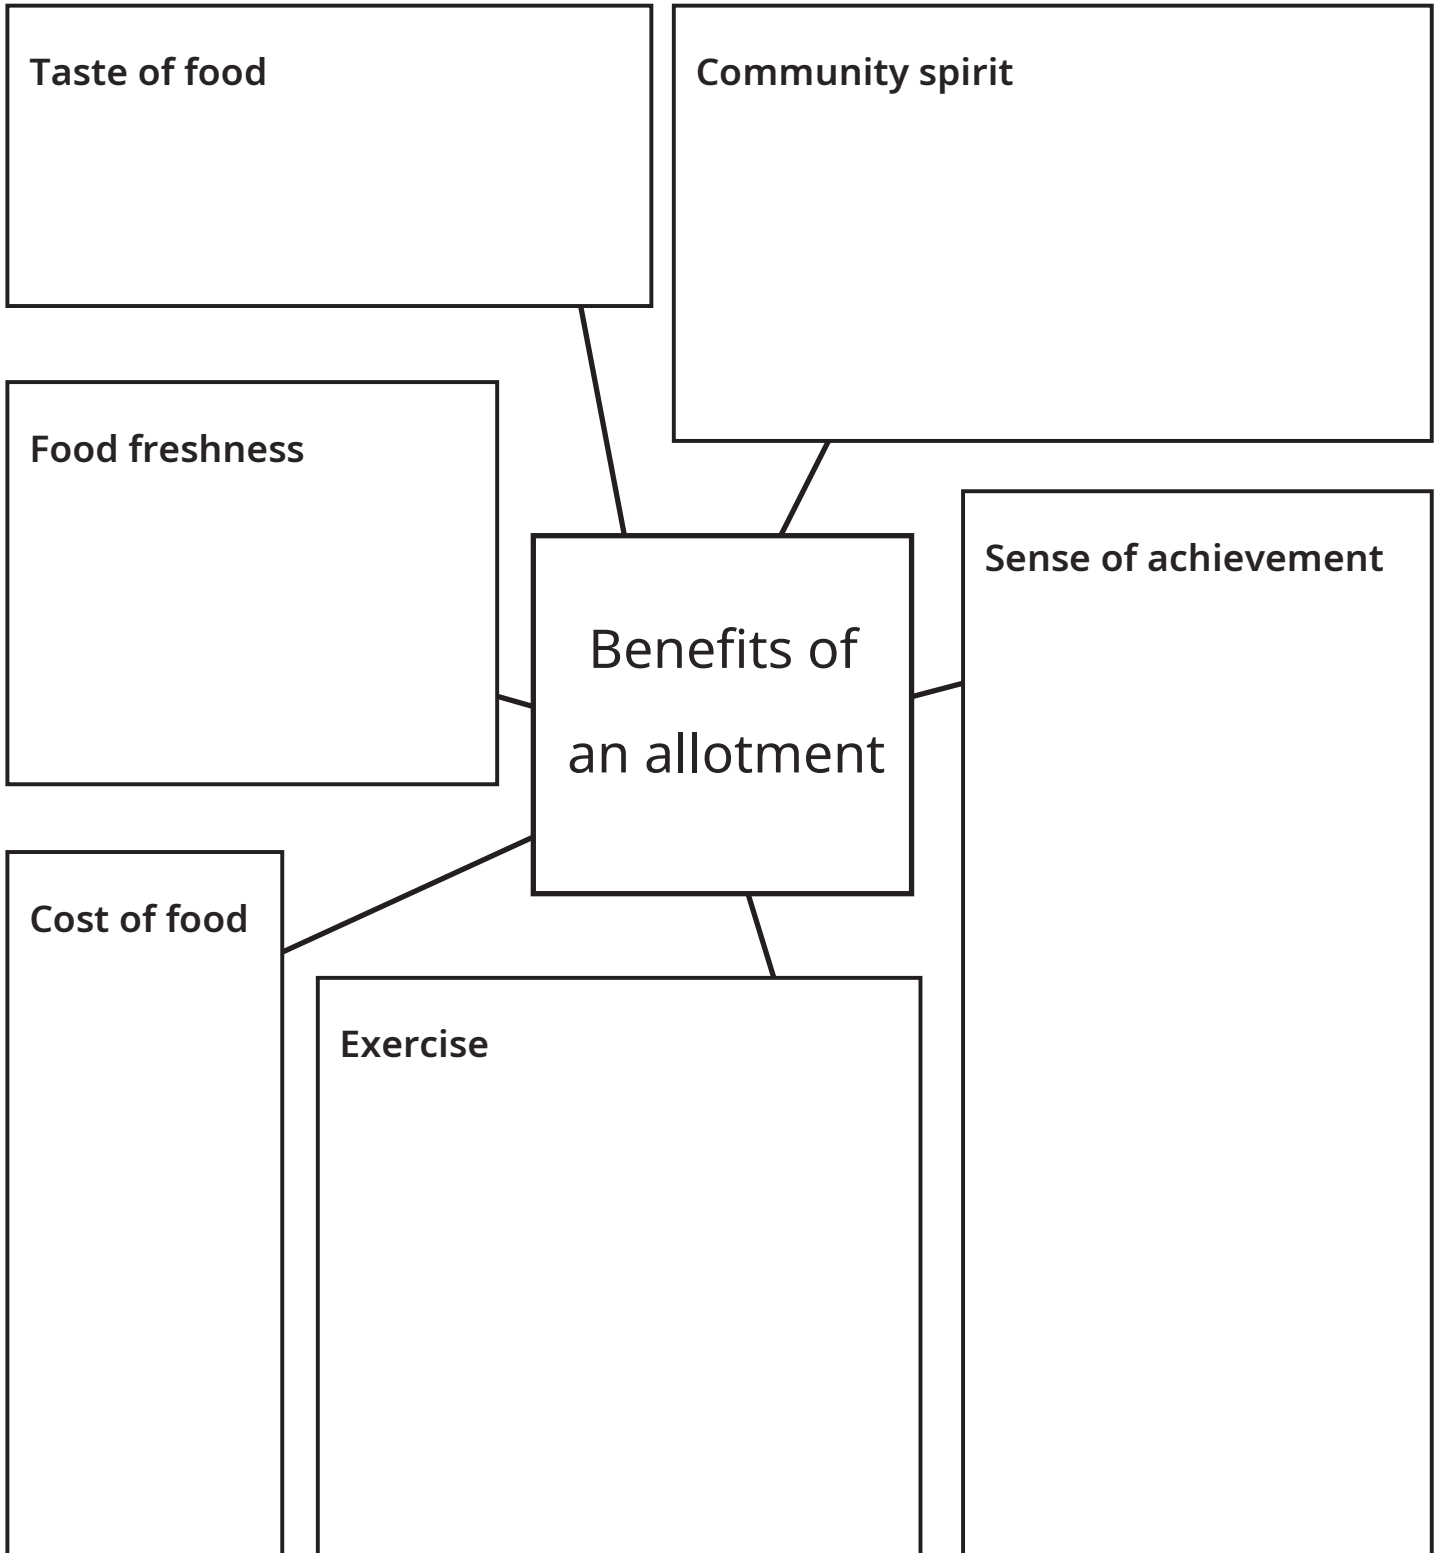 Taste of food
Community spirit
Food freshness
Sense of achievement
Benefits of
an allotment
Cost of food
Exercise